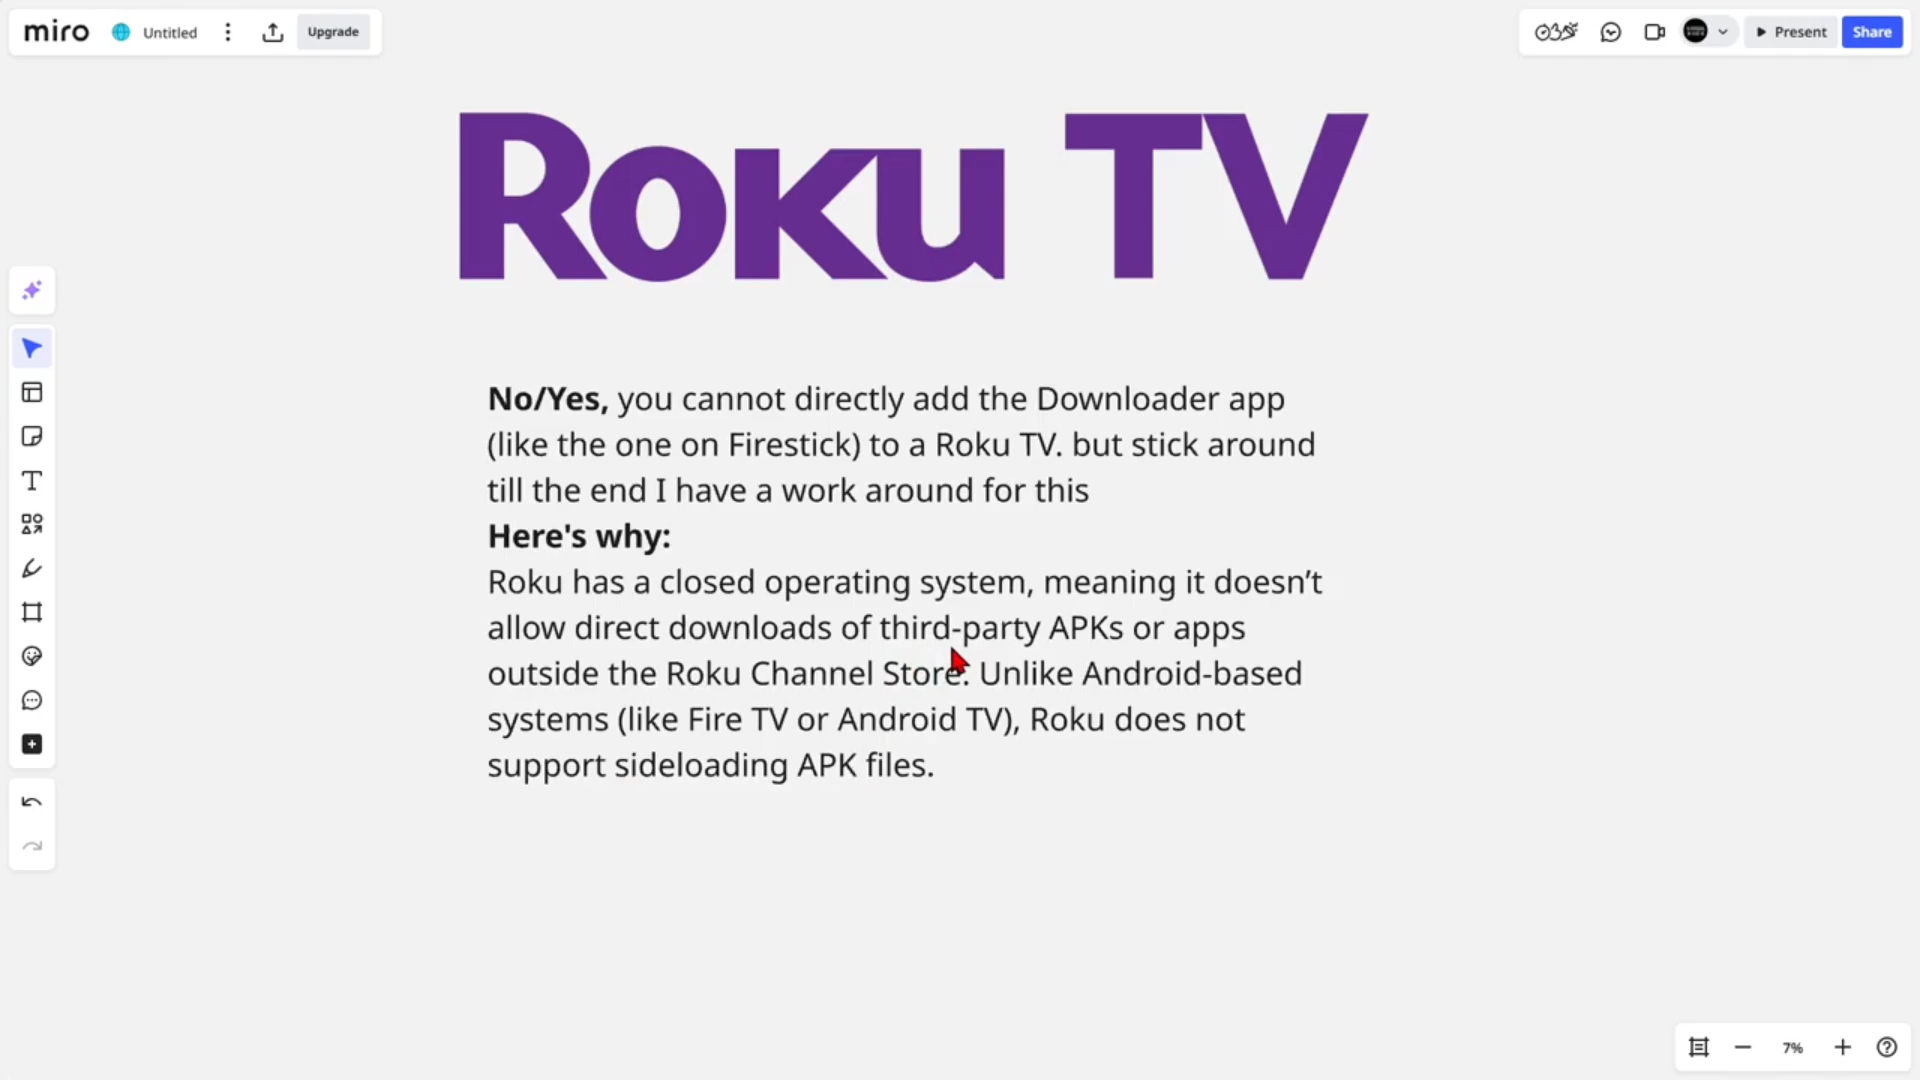 miro
Untitled
Upgrade
Present
Share
Roku TV
No/Yes, you cannot directly add the Downloader app
(like the one on Firestick) to a Roku TV. but stick around
till the end I have a work around for this
Here's why:
Roku has a closed operating system, meaning it doesn’t
allow direct downloads of third-party APKs or apps
outside the Roku Channel Store. Unlike Android-based
systems (like Fire TV or Android TV), Roku does not
support sideloading APK files.
7%